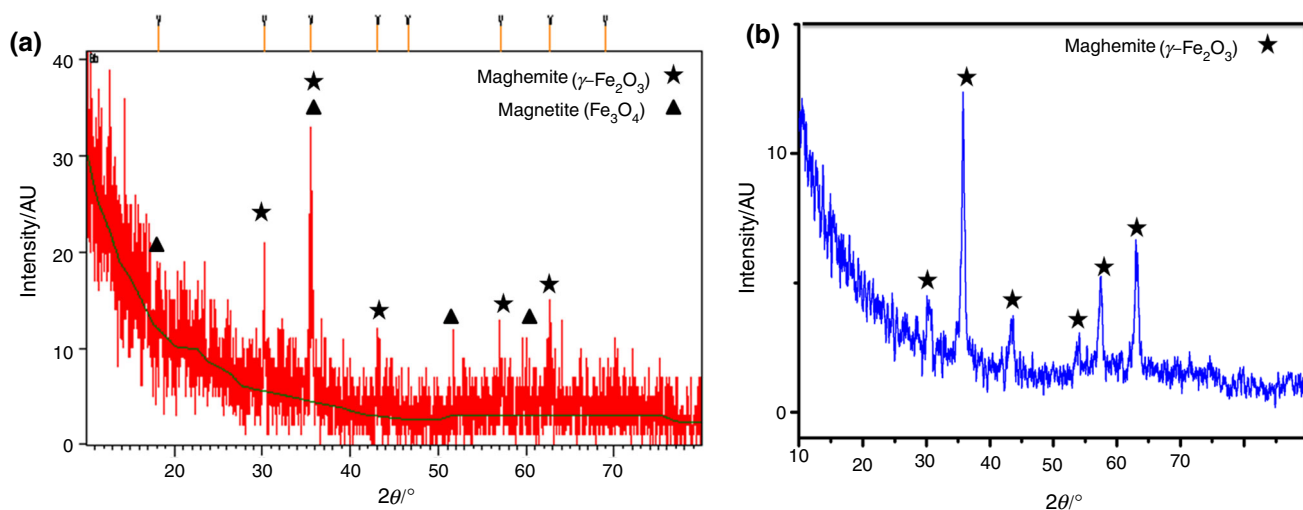 (a)
40
30
20
10
0
Intensity/AU
Maghemite (γ–Fe₂O₃)
Magnetite (Fe₃O₄)
20 30 40 50 60 70
2θ/°
(b)
Maghemite (γ–Fe₂O₃)
10
0
Intensity/AU
10 20 30 40 50 60 70
2θ/°